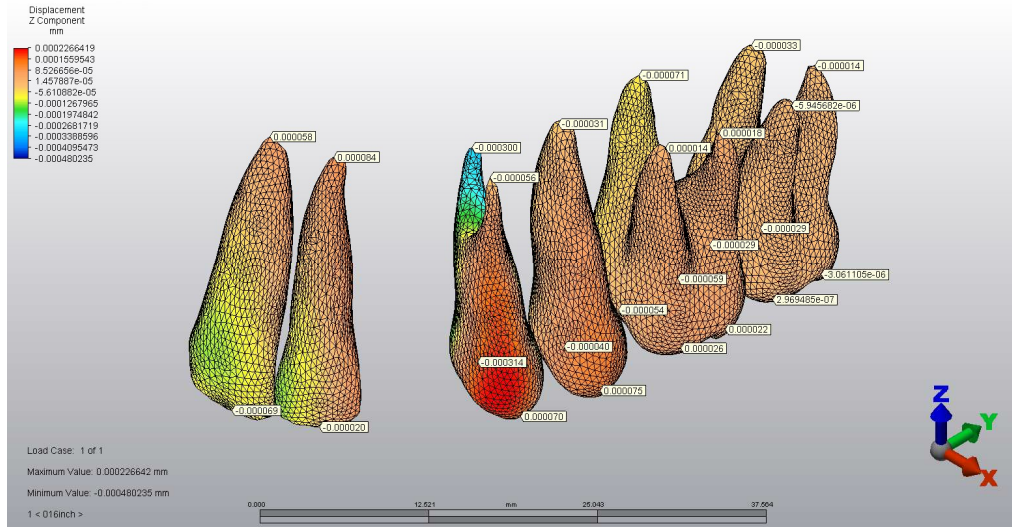 Displacement
Z Component
mm
0.0002266419
0.0001559543
8.526656e-05
1.457887e-05
-5.610882e-05
-0.0001267965
-0.0001974842
-0.0002681719
-0.0003388596
-0.0004095473
-0.000480235
-0.000033
-0.000014
-0.000071
-5.945682e-06
-0.000031
0.000018
0.000058
-0.000300
0.000014
0.000084
-0.000056
-0.000029
-0.000029
-3.061105e-06
-0.000059
2.969485e-07
-0.000054
0.000022
-0.000040
0.000026
-0.000314
0.000075
-0.000069
0.000070
-0.000020
Z
Y
X
Load Case: 1 of 1
Maximum Value: 0.000226642 mm
Minimum Value: -0.000480235 mm
1 < 016inch >
0.000 12.521 mm 25.043 37.564